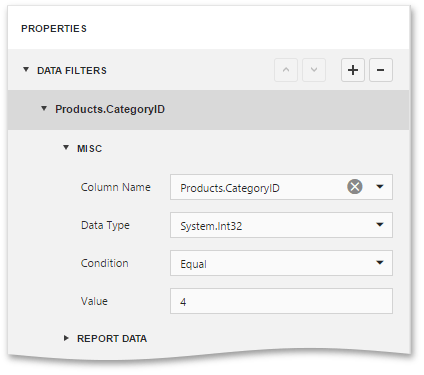 PROPERTIES
DATA FILTERS
Products.CategoryID
MISC
Column Name Products.CategoryID
Data Type System.Int32
Condition Equal
Value 4
REPORT DATA